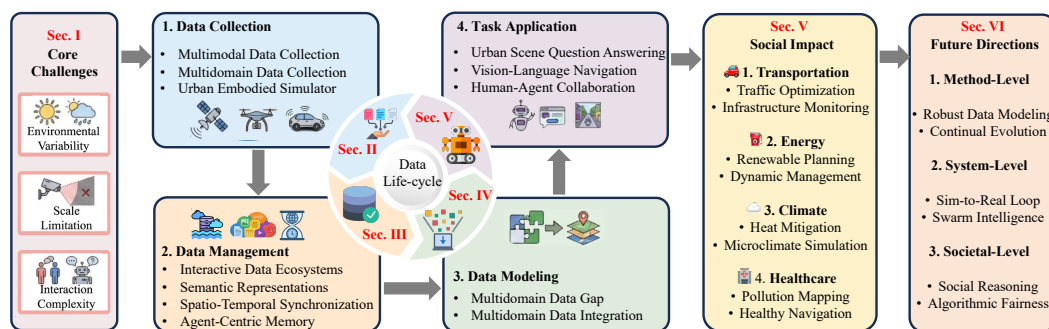 Sec. I
Core
Challenges
Environmental
Variability
Scale
Limitation
Interaction
Complexity
1. Data Collection
• Multimodal Data Collection
• Multidomain Data Collection
• Urban Embodied Simulator
2. Data Management
• Interactive Data Ecosystems
• Semantic Representations
• Spatio-Temporal Synchronization
• Agent-Centric Memory
Sec. II
Sec. V
Data
Life-cycle
Sec. III
Sec. IV
3. Data Modeling
• Multidomain Data Gap
• Multidomain Data Integration
4. Task Application
• Urban Scene Question Answering
• Vision-Language Navigation
• Human-Agent Collaboration
Sec. V
Social Impact
1. Transportation
• Traffic Optimization
• Infrastructure Monitoring
2. Energy
• Renewable Planning
• Dynamic Management
3. Climate
• Heat Mitigation
• Microclimate Simulation
4. Healthcare
• Pollution Mapping
• Healthy Navigation
Sec. VI
Future Directions
1. Method-Level
• Robust Data Modeling
• Continual Evolution
2. System-Level
• Sim-to-Real Loop
• Swarm Intelligence
3. Societal-Level
• Social Reasoning
• Algorithmic Fairness